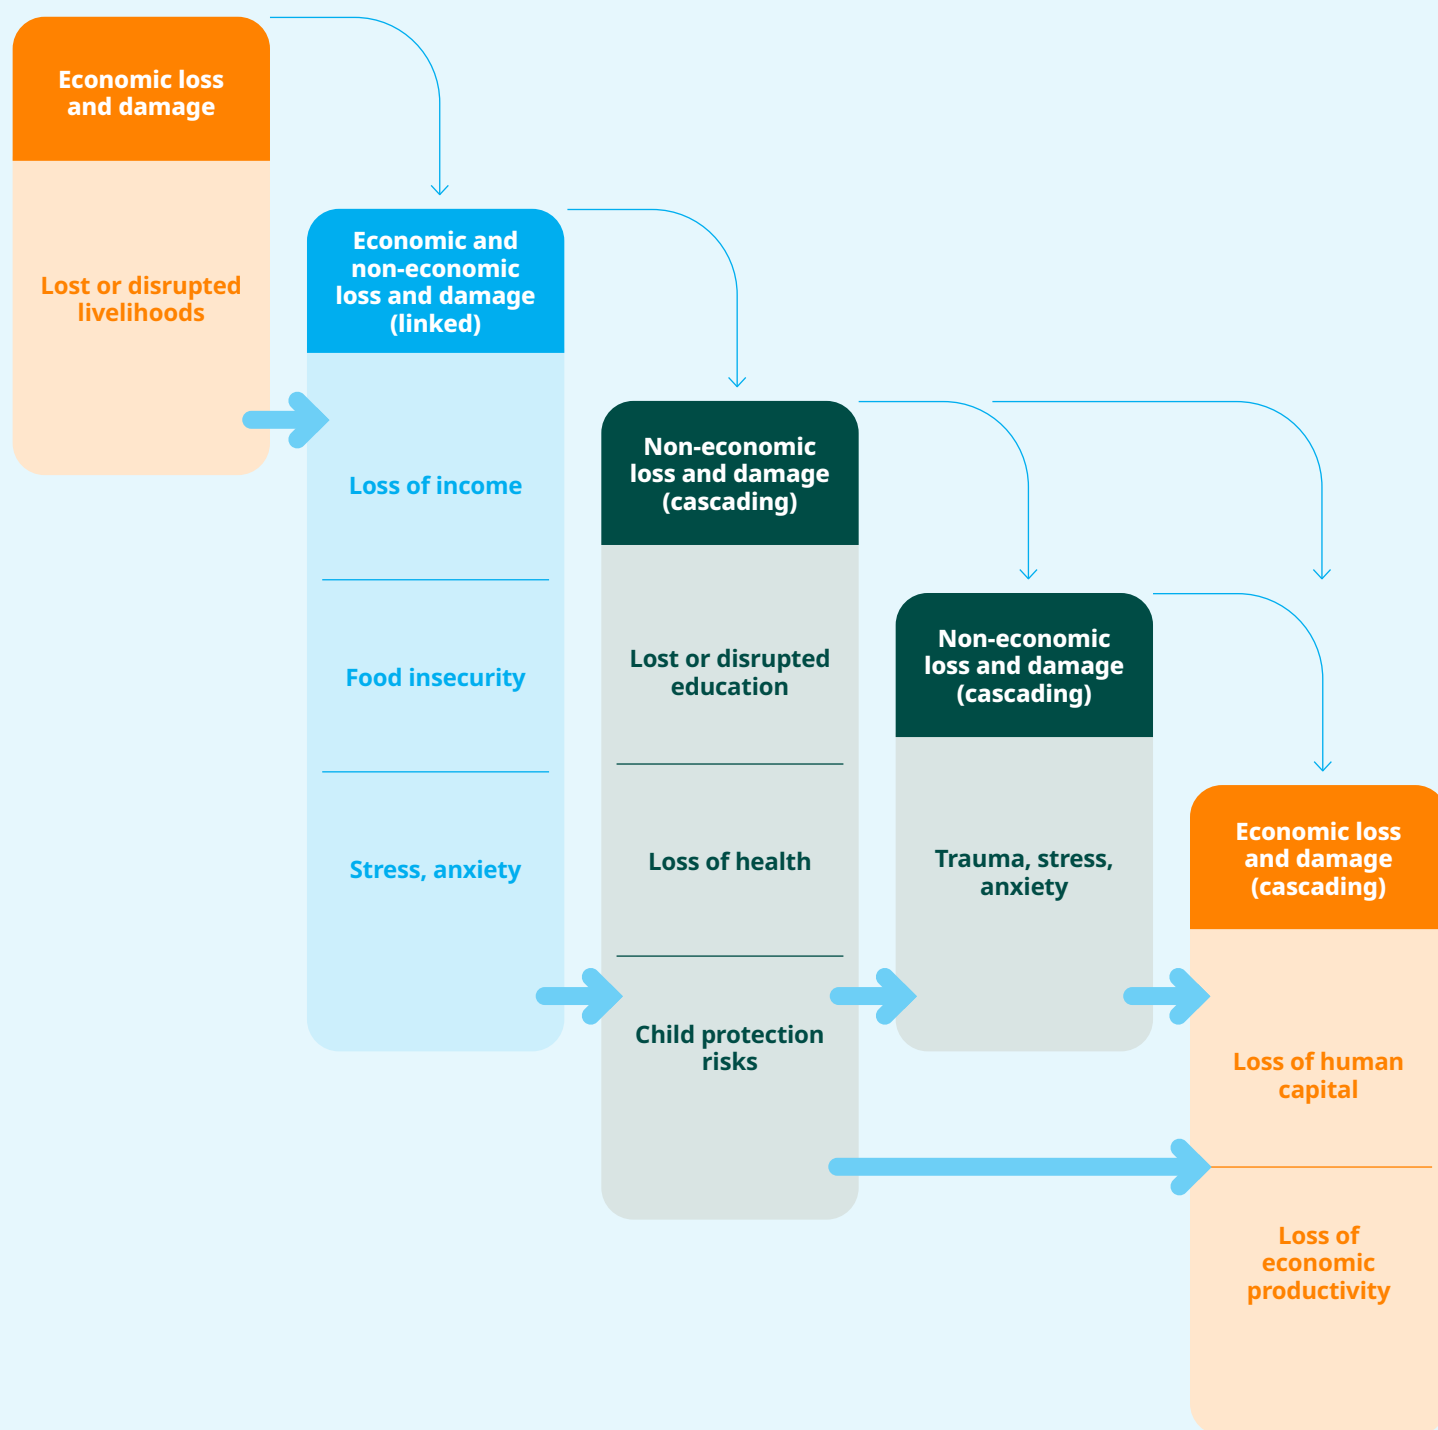 Economic loss
and damage
Lost or disrupted
livelihoods
Economic and
non-economic
loss and damage
(linked)
Loss of income
Food insecurity
Stress, anxiety
Non-economic
loss and damage
(cascading)
Lost or disrupted
education
Loss of health
Child protection
risks
Non-economic
loss and damage
(cascading)
Trauma, stress,
anxiety
Economic loss
and damage
(cascading)
Loss of human
capital
Loss of
economic
productivity